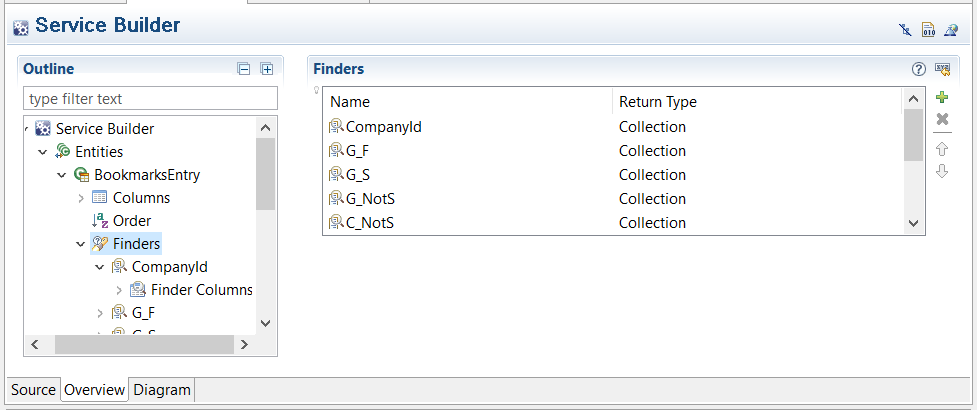 Service Builder
Outline
type filter text
Service Builder
Entities
BookmarksEntry
Columns
Order
Finders
CompanyId
Finder Columns
G_F
G_S
Finders
Name Return Type
CompanyId Collection
G_F Collection
G_S Collection
G_NotS Collection
C_NotS Collection
Source Overview Diagram